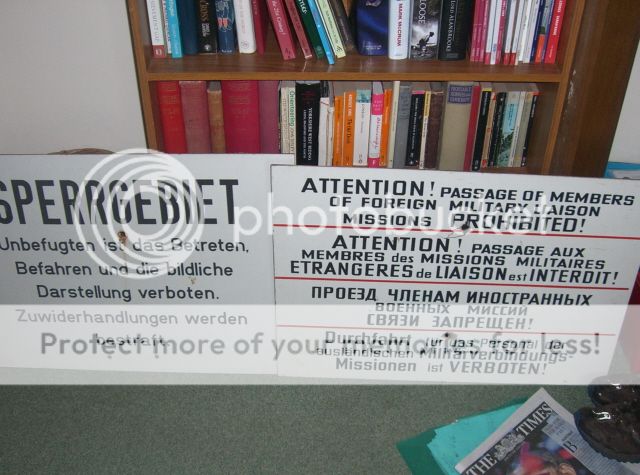 MARK
McCRUM
SPERRGEBIET
Unbefugten ist das Betreten,
Befahren und die bildliche
Darstellung verboten.
Zuwiderhandlungen werden
bestraft.
ATTENTION! PASSAGE OF MEMBERS
OF FOREIGN MILITARY LIAISON
MISSIONS PROHIBITED!
ATTENTION! PASSAGE AUX
MEMBRES des MISSIONS MILITAIRES
ETRANGERES de LIAISON est INTERDIT!
ПРОЕЗД ЧЛЕНАМ ИНОСТРАННЫХ
ВОЕННЫХ МИССИЙ
СВЯЗИ ЗАПРЕЩЕН!
Durchfahrt für das Personal der
ausländischen Militärverbindungs-
Missionen ist VERBOTEN!
photobucket
Protect more of your memories for less!
THE TIMES